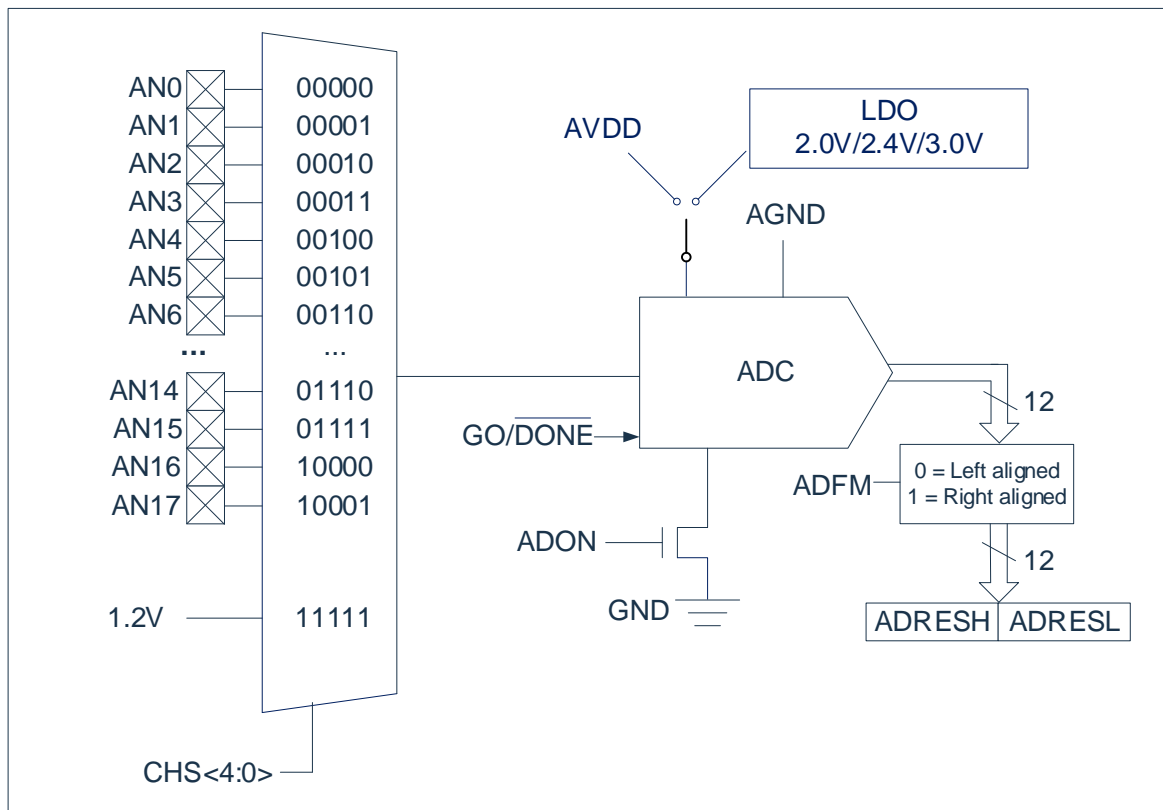 AN0 00000
AN1 00001
AN2 00010
AN3 00011
AN4 00100
AN5 00101
AN6 00110
... ...
AN14 01110
AN15 01111
AN16 10000
AN17 10001
1.2V 11111
CHS<4:0>
AVDD
LDO
2.0V/2.4V/3.0V
AGND
ADC
GO/DONE
ADON
GND
12
ADFM
0 = Left aligned
1 = Right aligned
12
ADRESH ADRESL